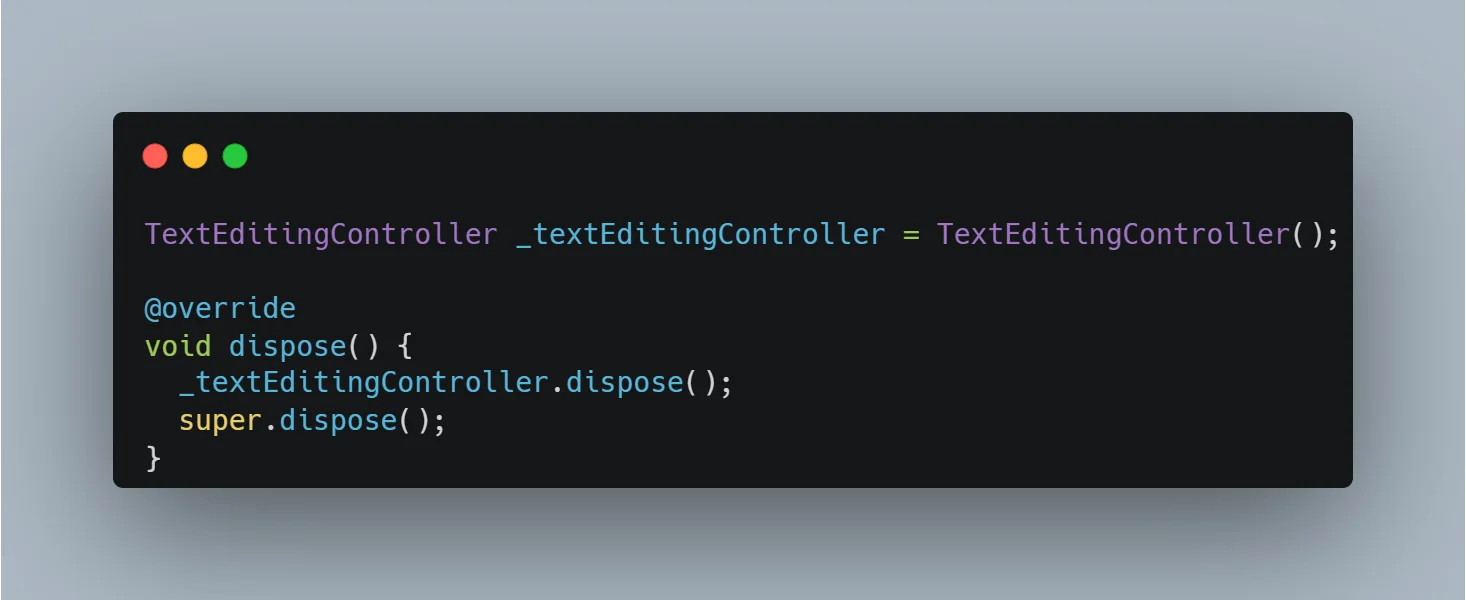 TextEditingController _textEditingController = TextEditingController();
@override
void dispose() {
  _textEditingController.dispose();
  super.dispose();
}